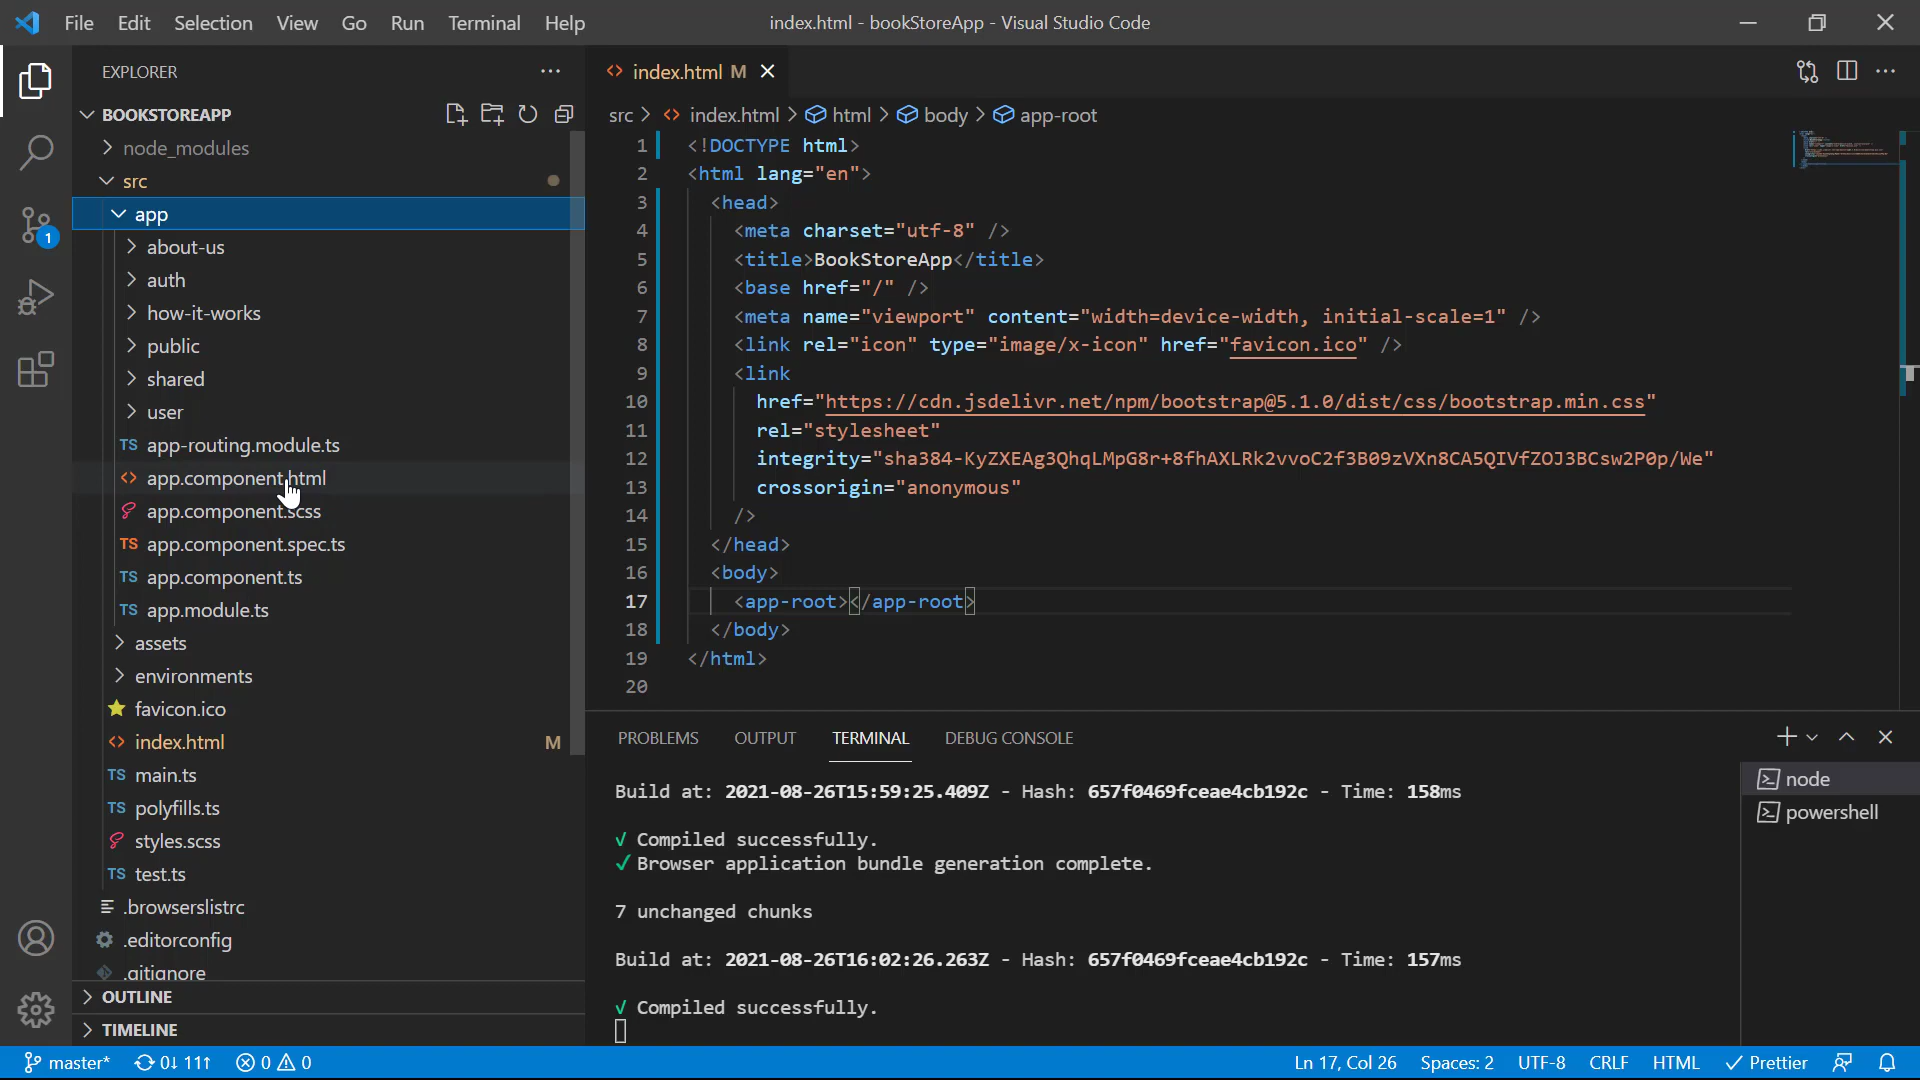 File Edit Selection View Go Run Terminal Help
index.html - bookStoreApp - Visual Studio Code
EXPLORER
BOOKSTOREAPP
node_modules
src
app
about-us
auth
how-it-works
public
shared
user
TS app-routing.module.ts
<> app.component.html
app.component.scss
TS app.component.spec.ts
TS app.component.ts
TS app.module.ts
assets
environments
favicon.ico
<> index.html M
TS main.ts
TS polyfills.ts
styles.scss
TS test.ts
.browserslistrc
.editorconfig
.gitignore
OUTLINE
TIMELINE
1
<> index.html M
src > <> index.html > html > body > app-root
1 <!DOCTYPE html>
2 <html lang="en">
3 <head>
4 <meta charset="utf-8" />
5 <title>BookStoreApp</title>
6 <base href="/" />
7 <meta name="viewport" content="width=device-width, initial-scale=1" />
8 <link rel="icon" type="image/x-icon" href="favicon.ico" />
9 <link
10 href="https://cdn.jsdelivr.net/npm/bootstrap@5.1.0/dist/css/bootstrap.min.css"
11 rel="stylesheet"
12 integrity="sha384-KyZXEAg3QhqLMpG8r+8fhAXLRk2vvoC2f3B09zVXn8CA5QIVfZOJ3BCsw2P0p/We"
13 crossorigin="anonymous"
14 />
15 </head>
16 <body>
17 <app-root></app-root>
18 </body>
19 </html>
20
PROBLEMS OUTPUT TERMINAL DEBUG CONSOLE
Build at: 2021-08-26T15:59:25.409Z - Hash: 657f0469fceae4cb192c - Time: 158ms
√ Compiled successfully.
✓ Browser application bundle generation complete.
7 unchanged chunks
Build at: 2021-08-26T16:02:26.263Z - Hash: 657f0469fceae4cb192c - Time: 157ms
√ Compiled successfully.
node
powershell
master* 0↓ 11↑ 0 0
Ln 17, Col 26 Spaces: 2 UTF-8 CRLF HTML ✓ Prettier